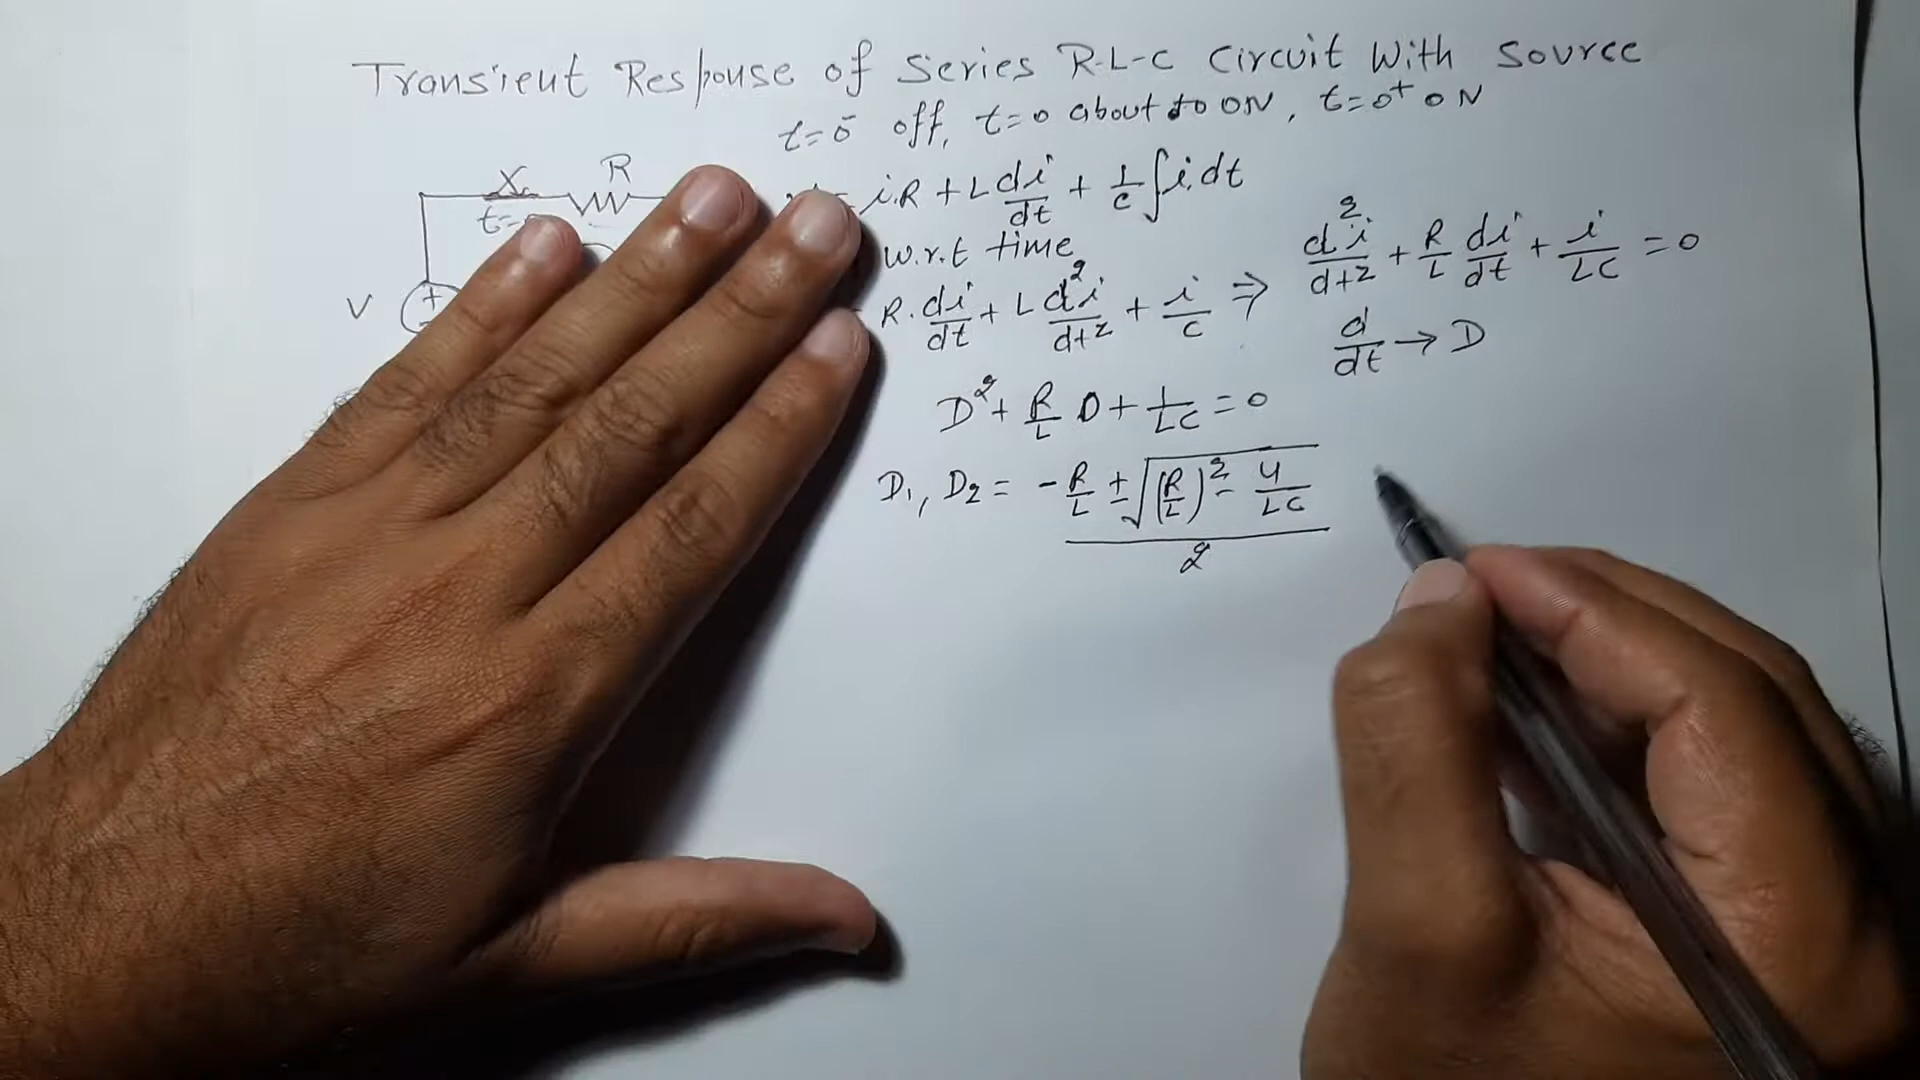 Transient Response of Series R-L-C Circuit With Source
t=0⁻ off, t=0 about to ON, t=0⁺ ON
X R
t=
= i.R + L di/dt + 1/C ∫i.dt
w.r.t time
V +
R. di/dt + L d²i/dt² + i/C ⇒ d²i/dt² + R/L di/dt + i/LC = 0
d/dt → D
D² + R/L D + 1/LC = 0
D₁, D₂ = (-R/L ± √((R/L)² - 4/LC)) / 2